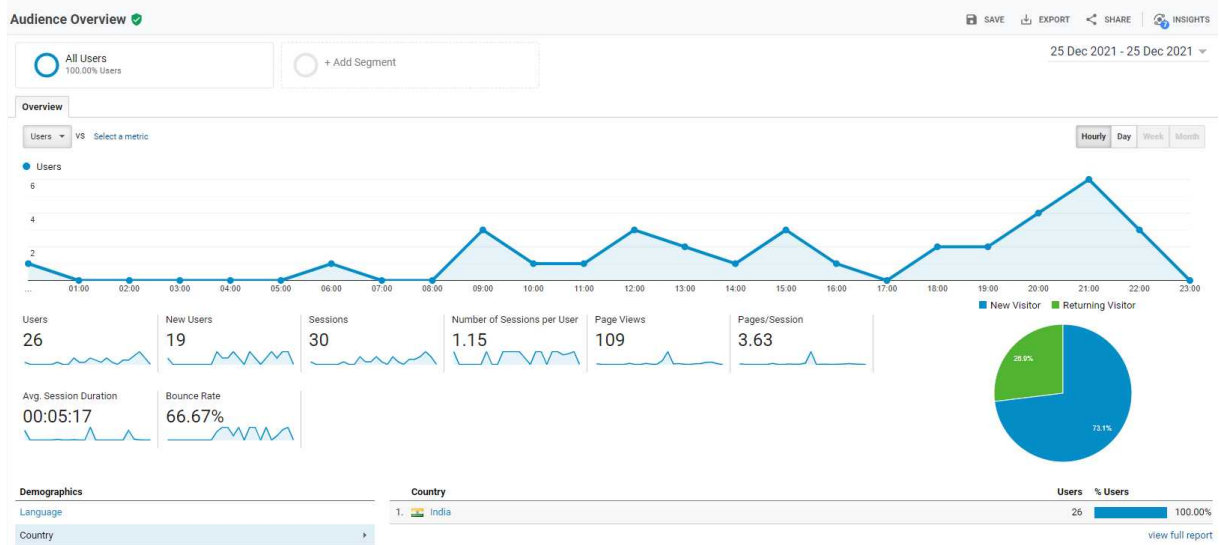 Audience Overview
SAVE EXPORT SHARE INSIGHTS
All Users
100.00% Users
+ Add Segment
25 Dec 2021 - 25 Dec 2021
Overview
Users VS Select a metric
Hourly Day Week Month
Users
6
4
2
... 01:00 02:00 03:00 04:00 05:00 06:00 07:00 08:00 09:00 10:00 11:00 12:00 13:00 14:00 15:00 16:00 17:00 18:00 19:00 20:00 21:00 22:00 23:00
New Visitor Returning Visitor
Users
26
New Users
19
Sessions
30
Number of Sessions per User
1.15
Page Views
109
Pages/Session
3.63
Avg. Session Duration
00:05:17
Bounce Rate
66.67%
26.9%
73.1%
Demographics
Language
Country
Country Users % Users
1. India 26 100.00%
view full report